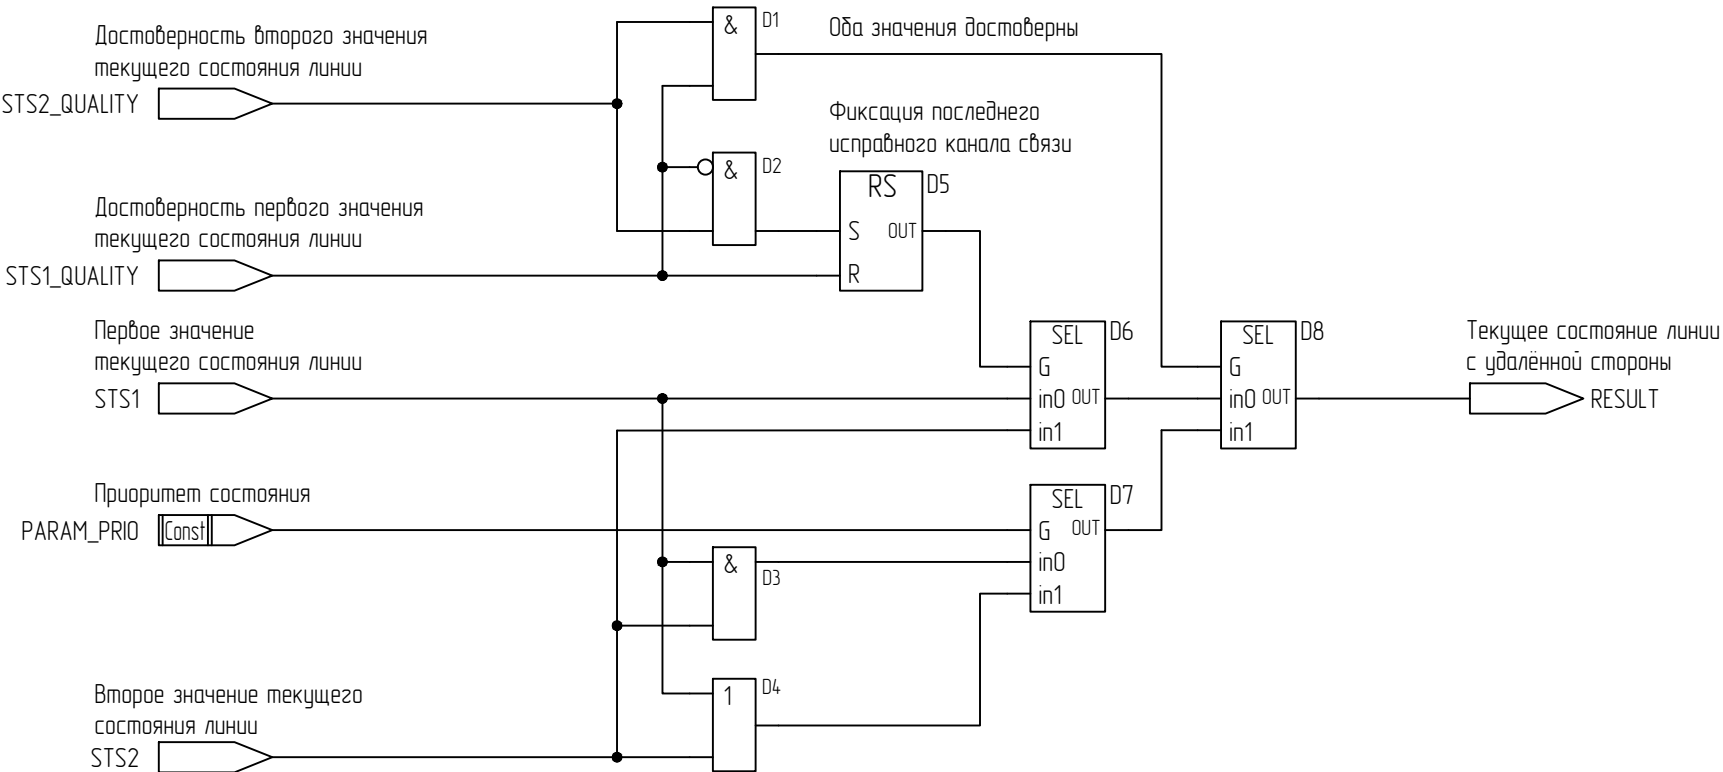 Достоверность второго значения
текущего состояния линии
STS2_QUALITY
& D1
Оба значения достоверны
& D2
Фиксация последнего
исправного канала связи
RS D5
S OUT
R
Достоверность первого значения
текущего состояния линии
STS1_QUALITY
Первое значение
текущего состояния линии
STS1
SEL D6
G
in0 OUT
in1
SEL D8
G
in0 OUT
in1
Текущее состояние линии
с удалённой стороны
RESULT
Приоритет состояния
PARAM_PRIO Const
SEL D7
G OUT
in0
in1
& D3
1 D4
Второе значение текущего
состояния линии
STS2